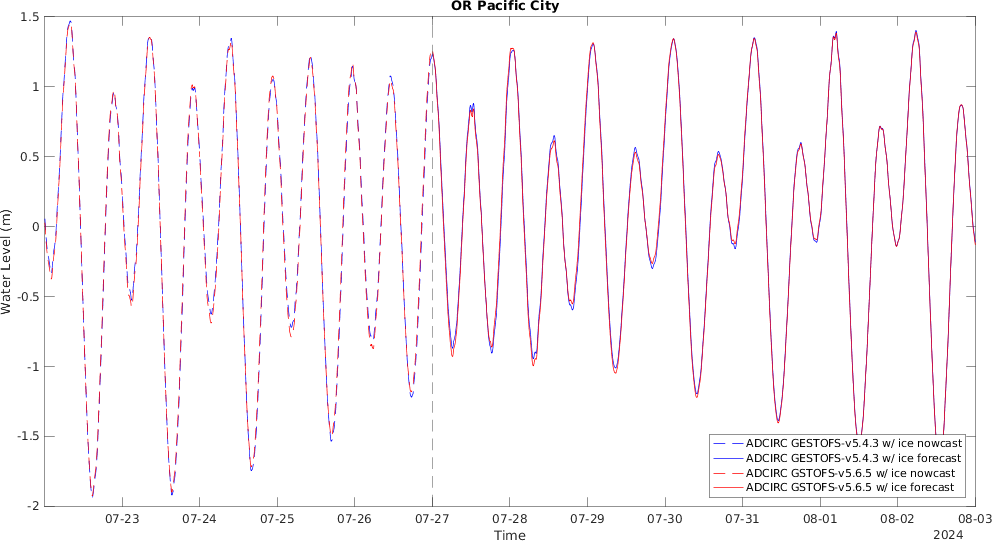 OR Pacific City
1.5
1
0.5
0
-0.5
-1
-1.5
-2
Water Level (m)
07-23 07-24 07-25 07-26 07-27 07-28 07-29 07-30 07-31 08-01 08-02 08-03
Time
2024
ADCIRC GESTOFS-v5.4.3 w/ ice nowcast
ADCIRC GESTOFS-v5.4.3 w/ ice forecast
ADCIRC GSTOFS-v5.6.5 w/ ice nowcast
ADCIRC GSTOFS-v5.6.5 w/ ice forecast